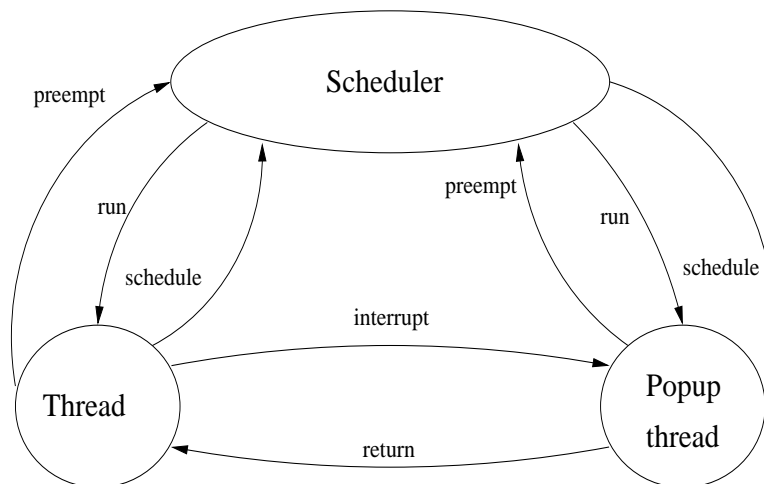 Scheduler
preempt
preempt
run
run
schedule
schedule
interrupt
Thread
Popup
thread
return